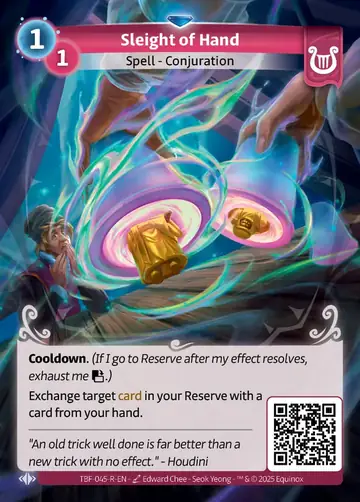 1
Sleight of Hand
1
Spell - Conjuration
Cooldown. (If I go to Reserve after my effect resolves,
exhaust me .)
Exchange target card in your Reserve with a
card from your hand.
"An old trick well done is far better than a
new trick with no effect." - Houdini
TBF-045-R-EN - Edward Chee - Seok Yeong - ™ & © 2025 Equinox